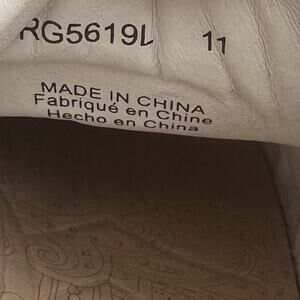 RG5619L 11
MADE IN CHINA
Fabriqué en Chine
Hecho en China